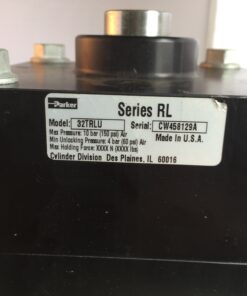 Parker
Series RL
Model: 32TRLU Serial: CW458129A
Max Pressure: 10 bar (150 psi) Air
Min Unlocking Pressure: 4 bar (60 psi) Air
Max Holding Force: XXXX N (XXXX lbs)
Made In U.S.A.
Cylinder Division Des Plaines, IL 60016